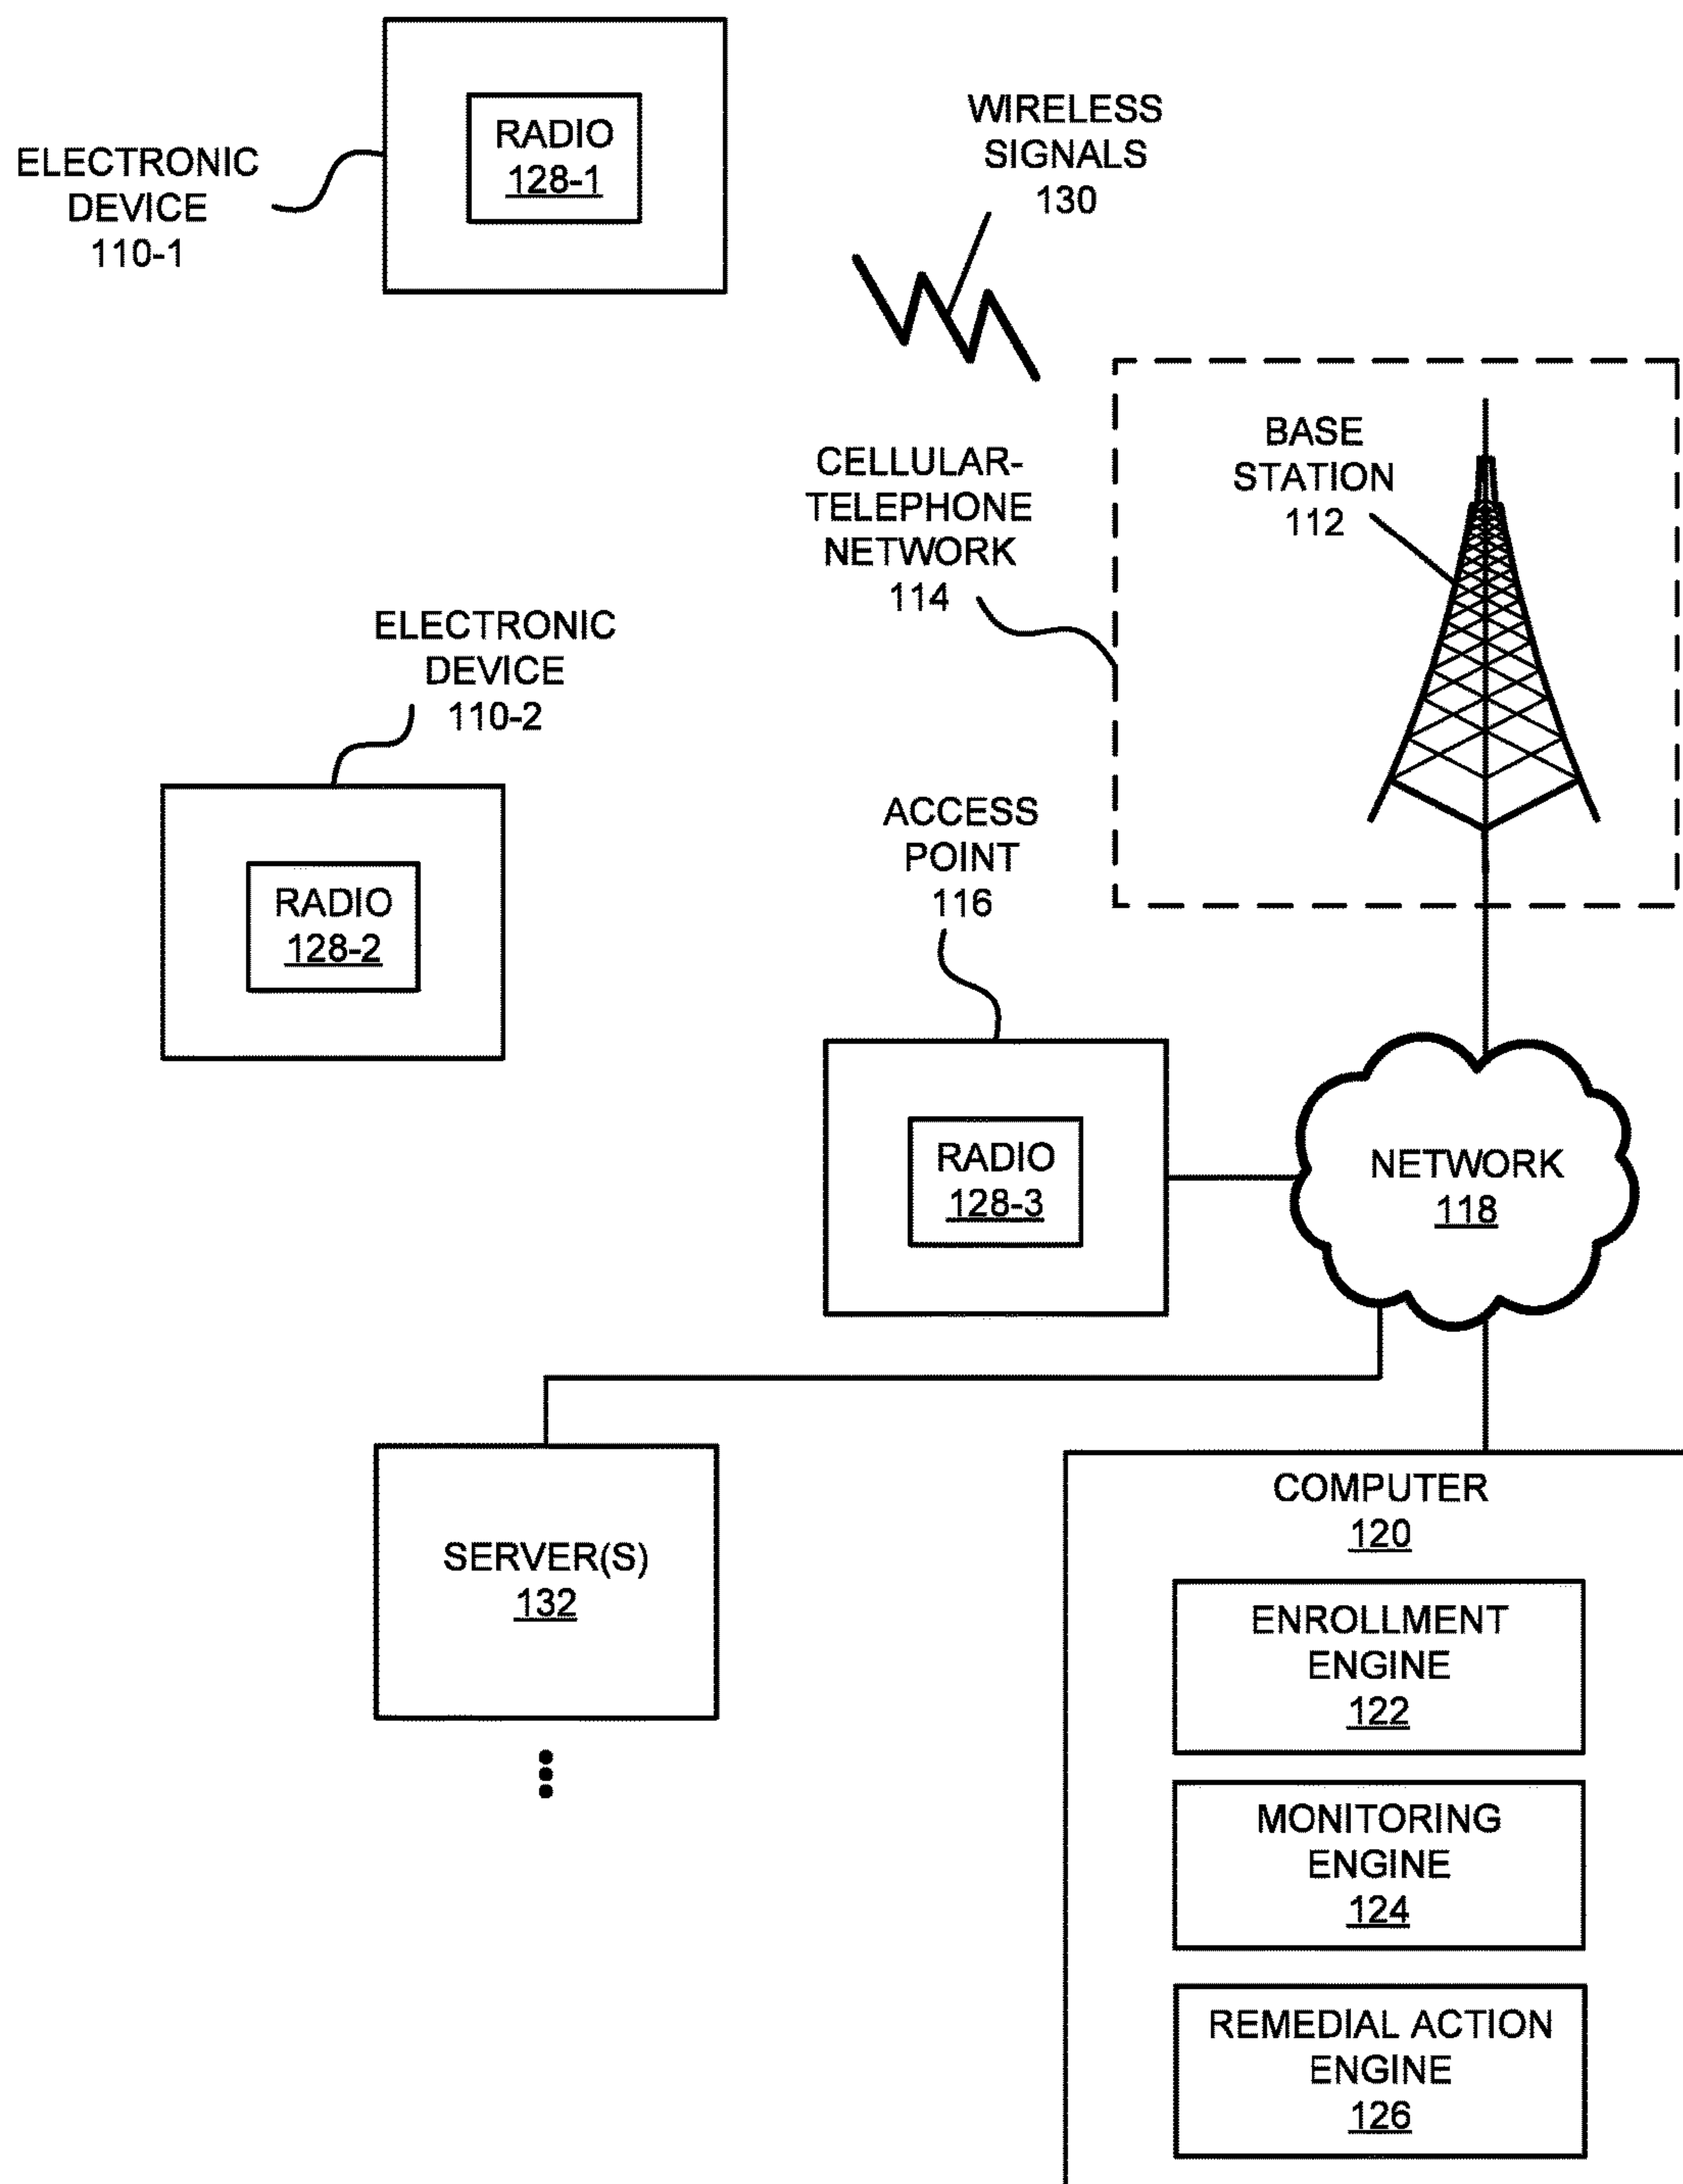 ELECTRONIC
DEVICE
110-1
RADIO
128-1
WIRELESS
SIGNALS
130
CELLULAR-
TELEPHONE
NETWORK
114
BASE
STATION
112
ELECTRONIC
DEVICE
110-2
RADIO
128-2
ACCESS
POINT
116
RADIO
128-3
NETWORK
118
SERVER(S)
132
COMPUTER
120
ENROLLMENT
ENGINE
122
MONITORING
ENGINE
124
REMEDIAL ACTION
ENGINE
126